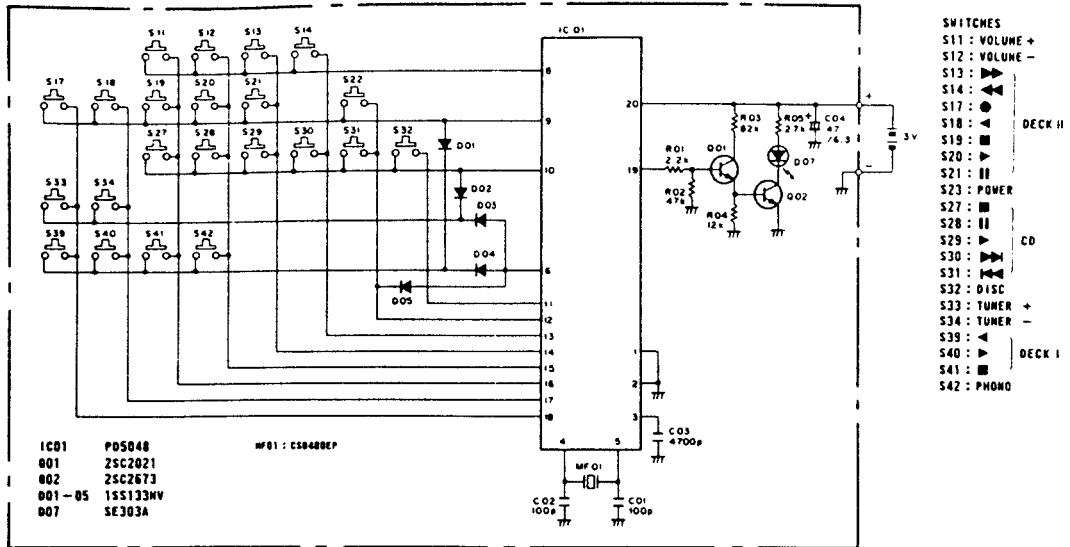 IC 01
S11 S12 S13 S14
8
S17 S18 S19 S20 S21 S22
9
S27 S28 S29 S30 S31 S32
10
S33 S34
S39 S40 S41 S42
D01
D02
D03
D04
D05
6
11
12
13
14
15
16
17
18
20
19
1
2
3
4
5
R01
2.2k
R02
47k
R03
82k
R04
12k
R05
27k
Q01
Q02
D07
C04
47
/6.3
+
+
−
3V
C03
4700p
MF01
C02
100p
C01
100p
IC01 PD5048
Q01 2SC2021
Q02 2SC2673
D01-05 1SS133HV
D07 SE303A
MF01 : CSB480EP
SWITCHES
S11 : VOLUME +
S12 : VOLUME −
S13 : ▶▶
S14 : ◀◀
S17 : ●
S18 : ◀
S19 : ■
S20 : ▶
S21 : ▮▮
DECK II
S23 : POWER
S27 : ■
S28 : ▮▮
S29 : ▶
S30 : ▶▶|
S31 : |◀◀
CD
S32 : DISC
S33 : TUNER +
S34 : TUNER −
S39 : ◀
S40 : ▶
S41 : ■
DECK I
S42 : PHONO